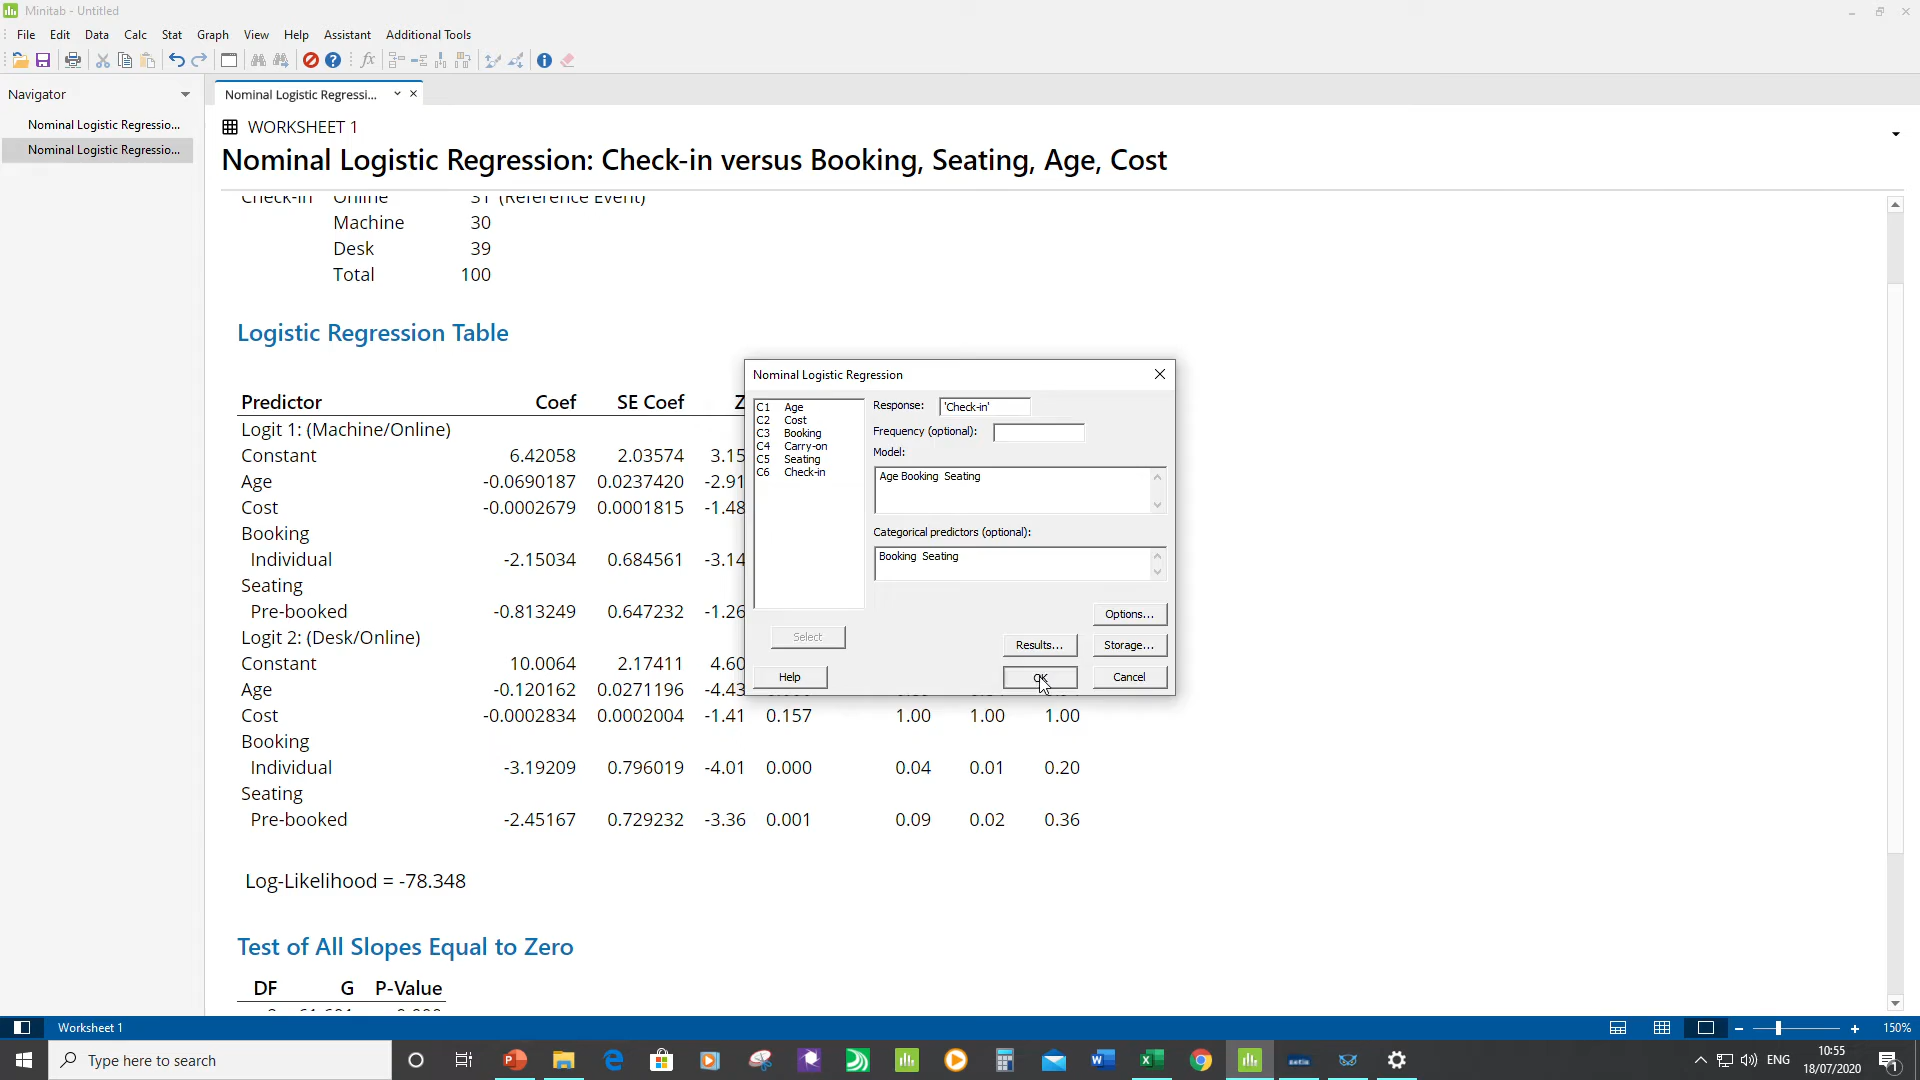 Minitab - Untitled
File Edit Data Calc Stat Graph View Help Assistant Additional Tools
Navigator
Nominal Logistic Regressi...
Nominal Logistic Regressio...
Nominal Logistic Regressio...
WORKSHEET 1
Nominal Logistic Regression: Check-in versus Booking, Seating, Age, Cost
Check-in Online 31 (Reference Event)
Machine 30
Desk 39
Total 100
Logistic Regression Table
Predictor Coef SE Coef Z
Logit 1: (Machine/Online)
Constant 6.42058 2.03574 3.15
Age -0.0690187 0.0237420 -2.91
Cost -0.0002679 0.0001815 -1.48
Booking
Individual -2.15034 0.684561 -3.14
Seating
Pre-booked -0.813249 0.647232 -1.26
Logit 2: (Desk/Online)
Constant 10.0064 2.17411 4.60
Age -0.120162 0.0271196 -4.43
Cost -0.0002834 0.0002004 -1.41 0.157 1.00 1.00 1.00
Booking
Individual -3.19209 0.796019 -4.01 0.000 0.04 0.01 0.20
Seating
Pre-booked -2.45167 0.729232 -3.36 0.001 0.09 0.02 0.36
Log-Likelihood = -78.348
Test of All Slopes Equal to Zero
DF G P-Value
Nominal Logistic Regression
C1 Age
C2 Cost
C3 Booking
C4 Carry-on
C5 Seating
C6 Check-in
Response: 'Check-in'
Frequency (optional):
Model:
Age Booking Seating
Categorical predictors (optional):
Booking Seating
Options...
Select
Results...
Storage...
Help
OK
Cancel
Worksheet 1
150%
Type here to search
ENG
10:55
18/07/2020
1